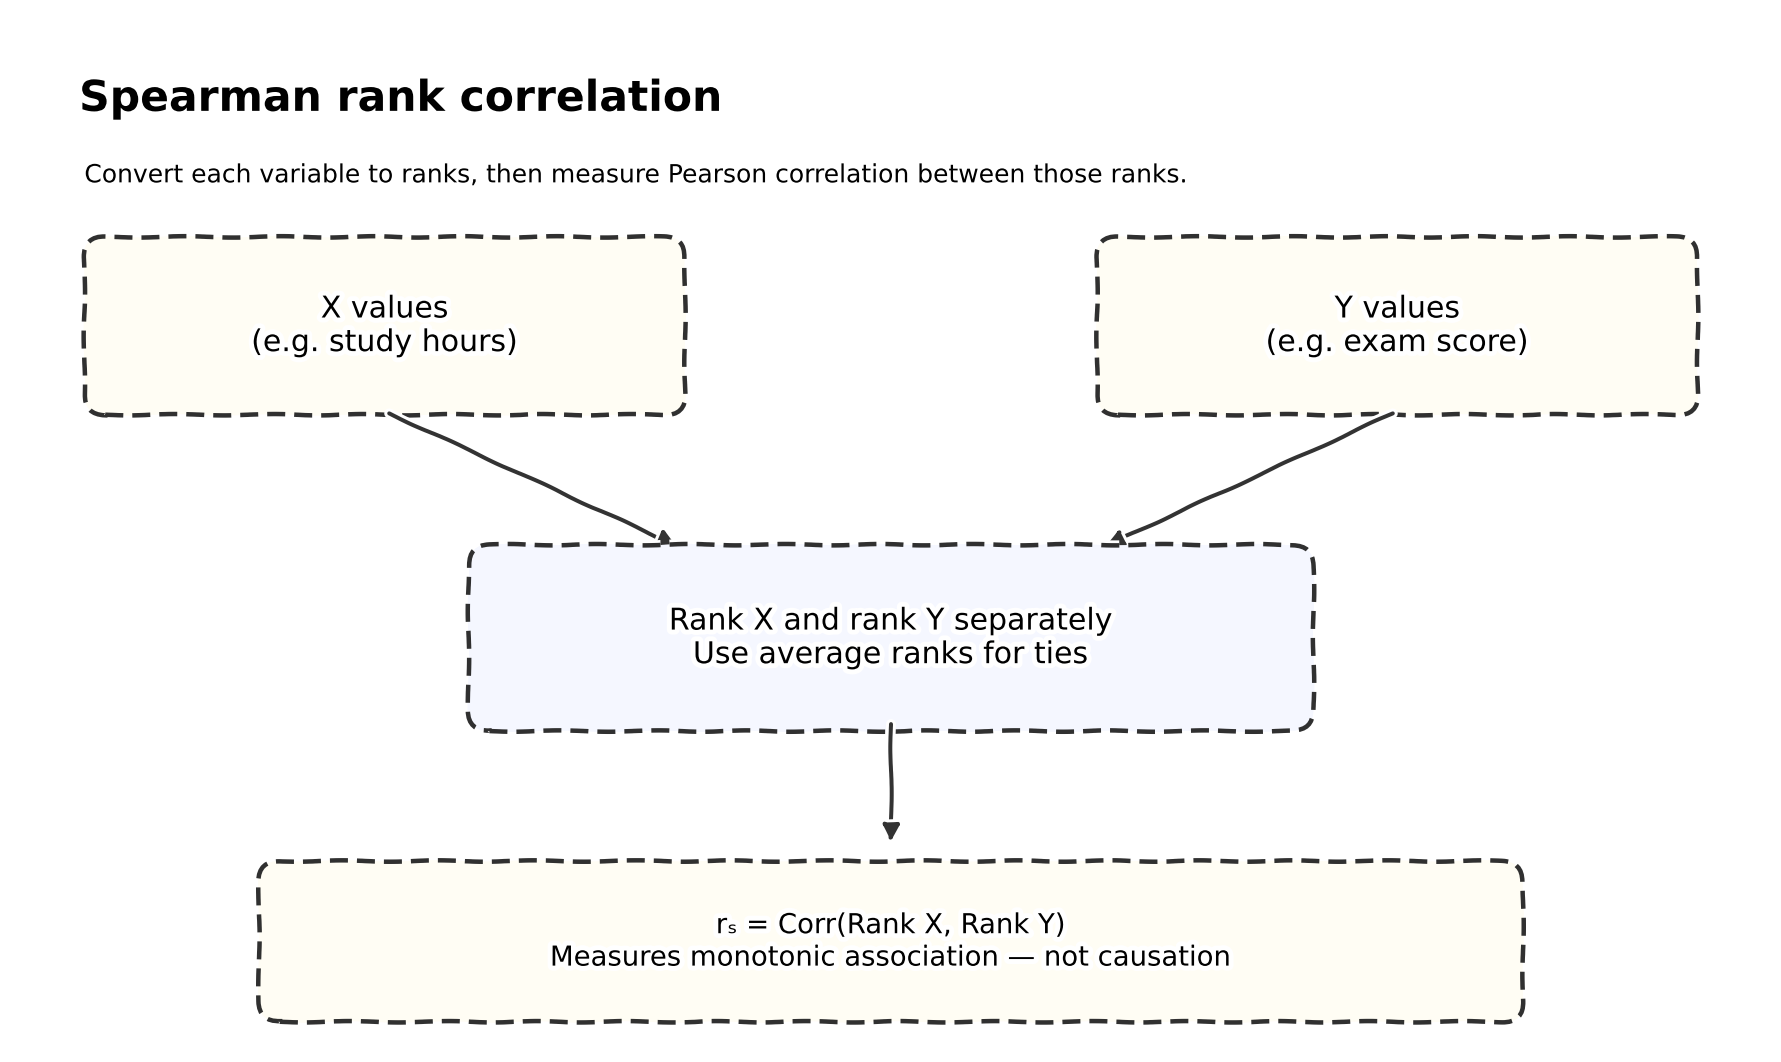 Spearman rank correlation
Convert each variable to ranks, then measure Pearson correlation between those ranks.
X values
(e.g. study hours)
Y values
(e.g. exam score)
Rank X and rank Y separately
Use average ranks for ties
rₛ = Corr(Rank X, Rank Y)
Measures monotonic association — not causation